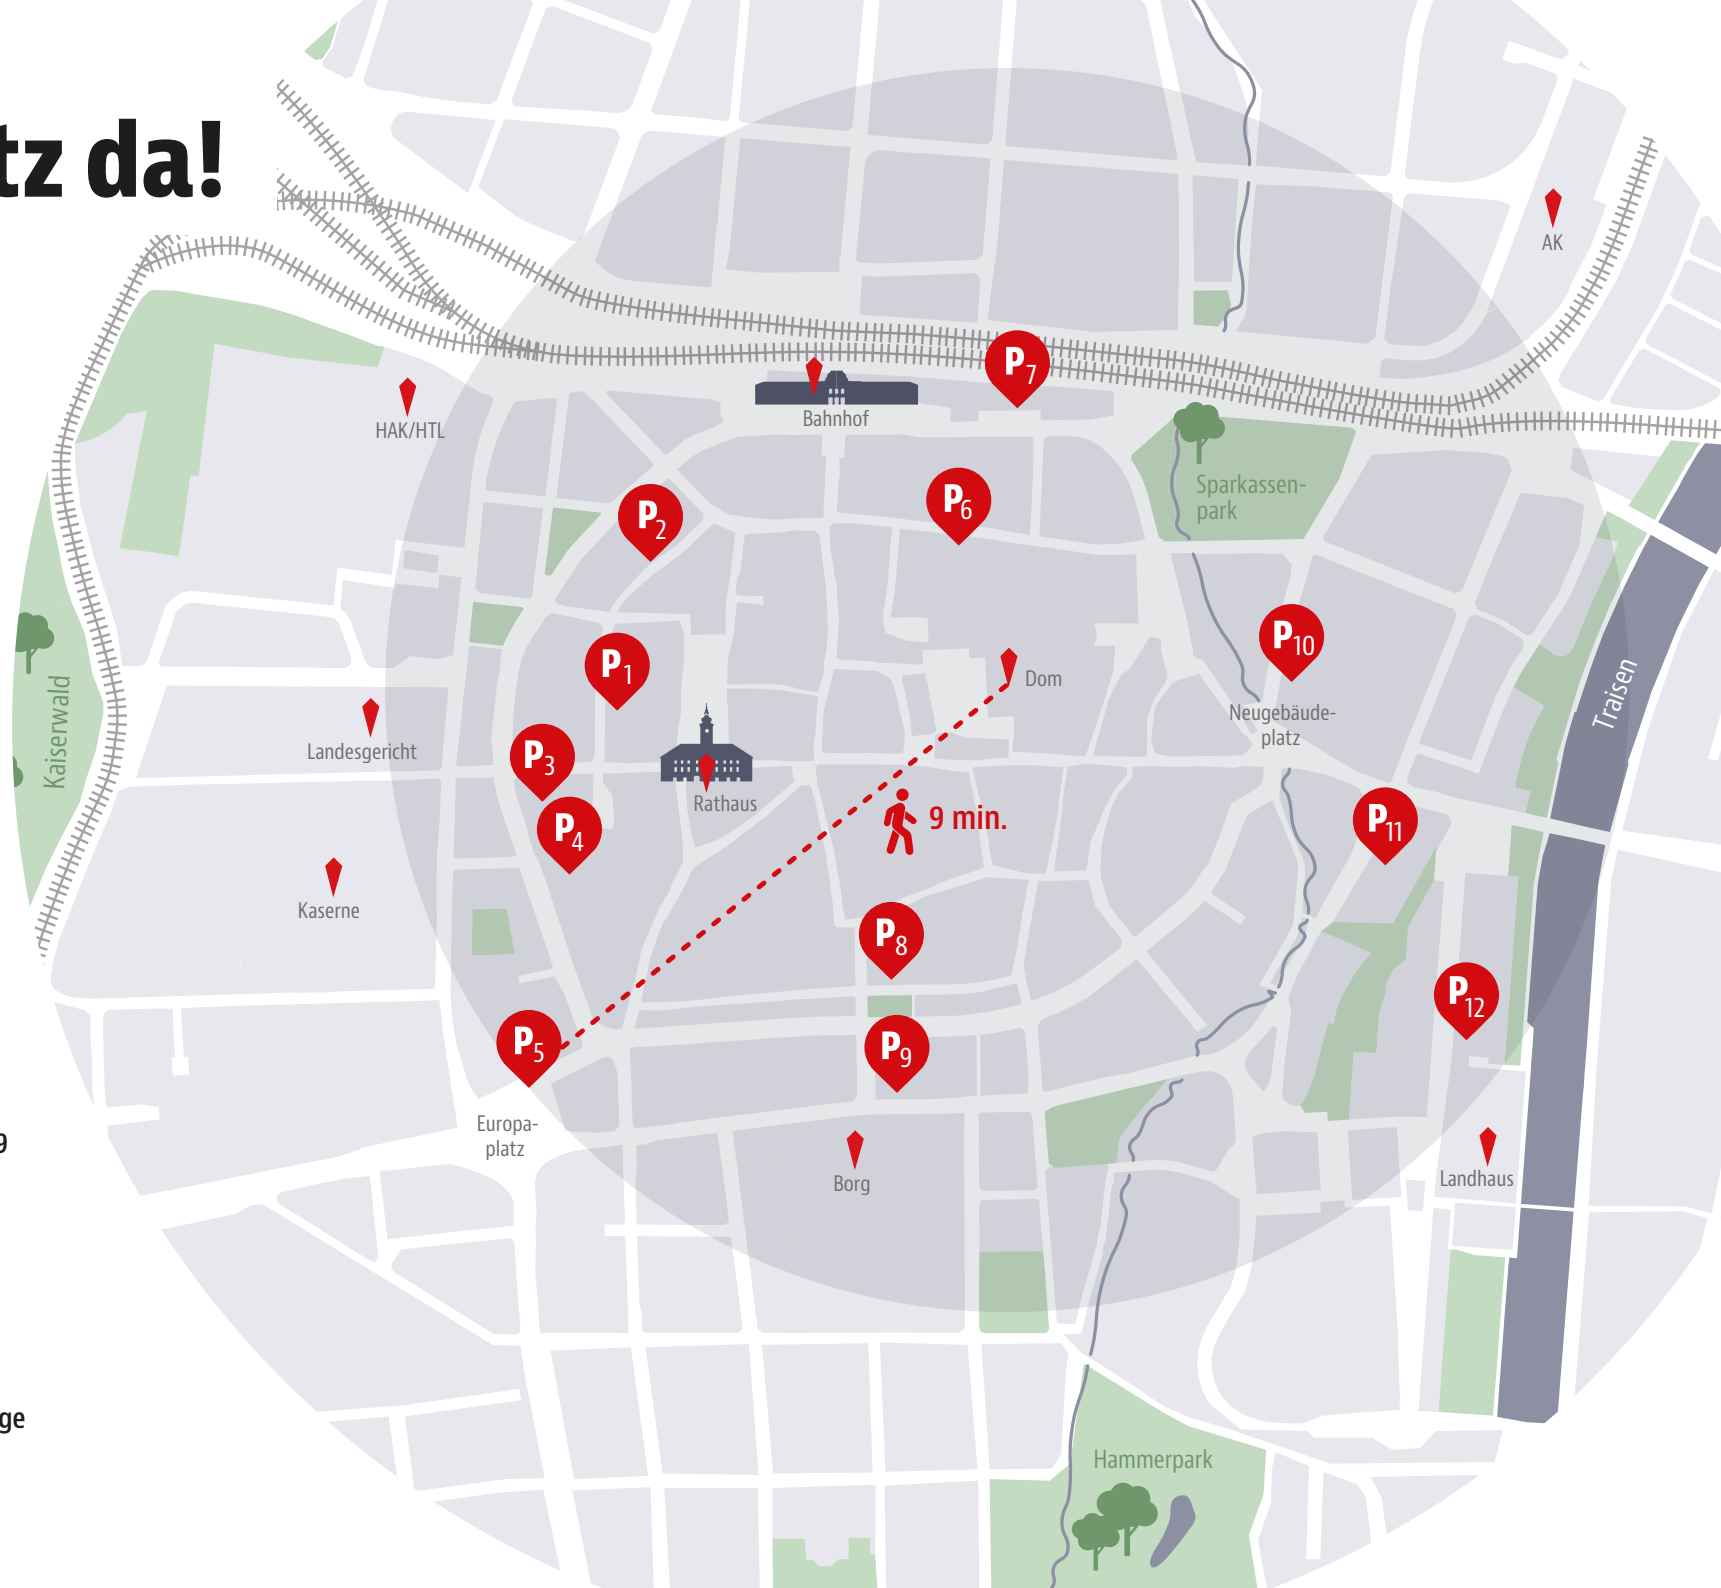 tz da!
AK
P7
Bahnhof
HAK/HTL
P6
Sparkassen-
park
P2
P10
P1
Dom
Traisen
Kaiserwald
Neugebäude-
platz
Landesgericht
P3
Rathaus
P4
9 min.
P11
Kaserne
P8
P12
P5
P9
Europa-
platz
9
Borg
Landhaus
ge
Hammerpark